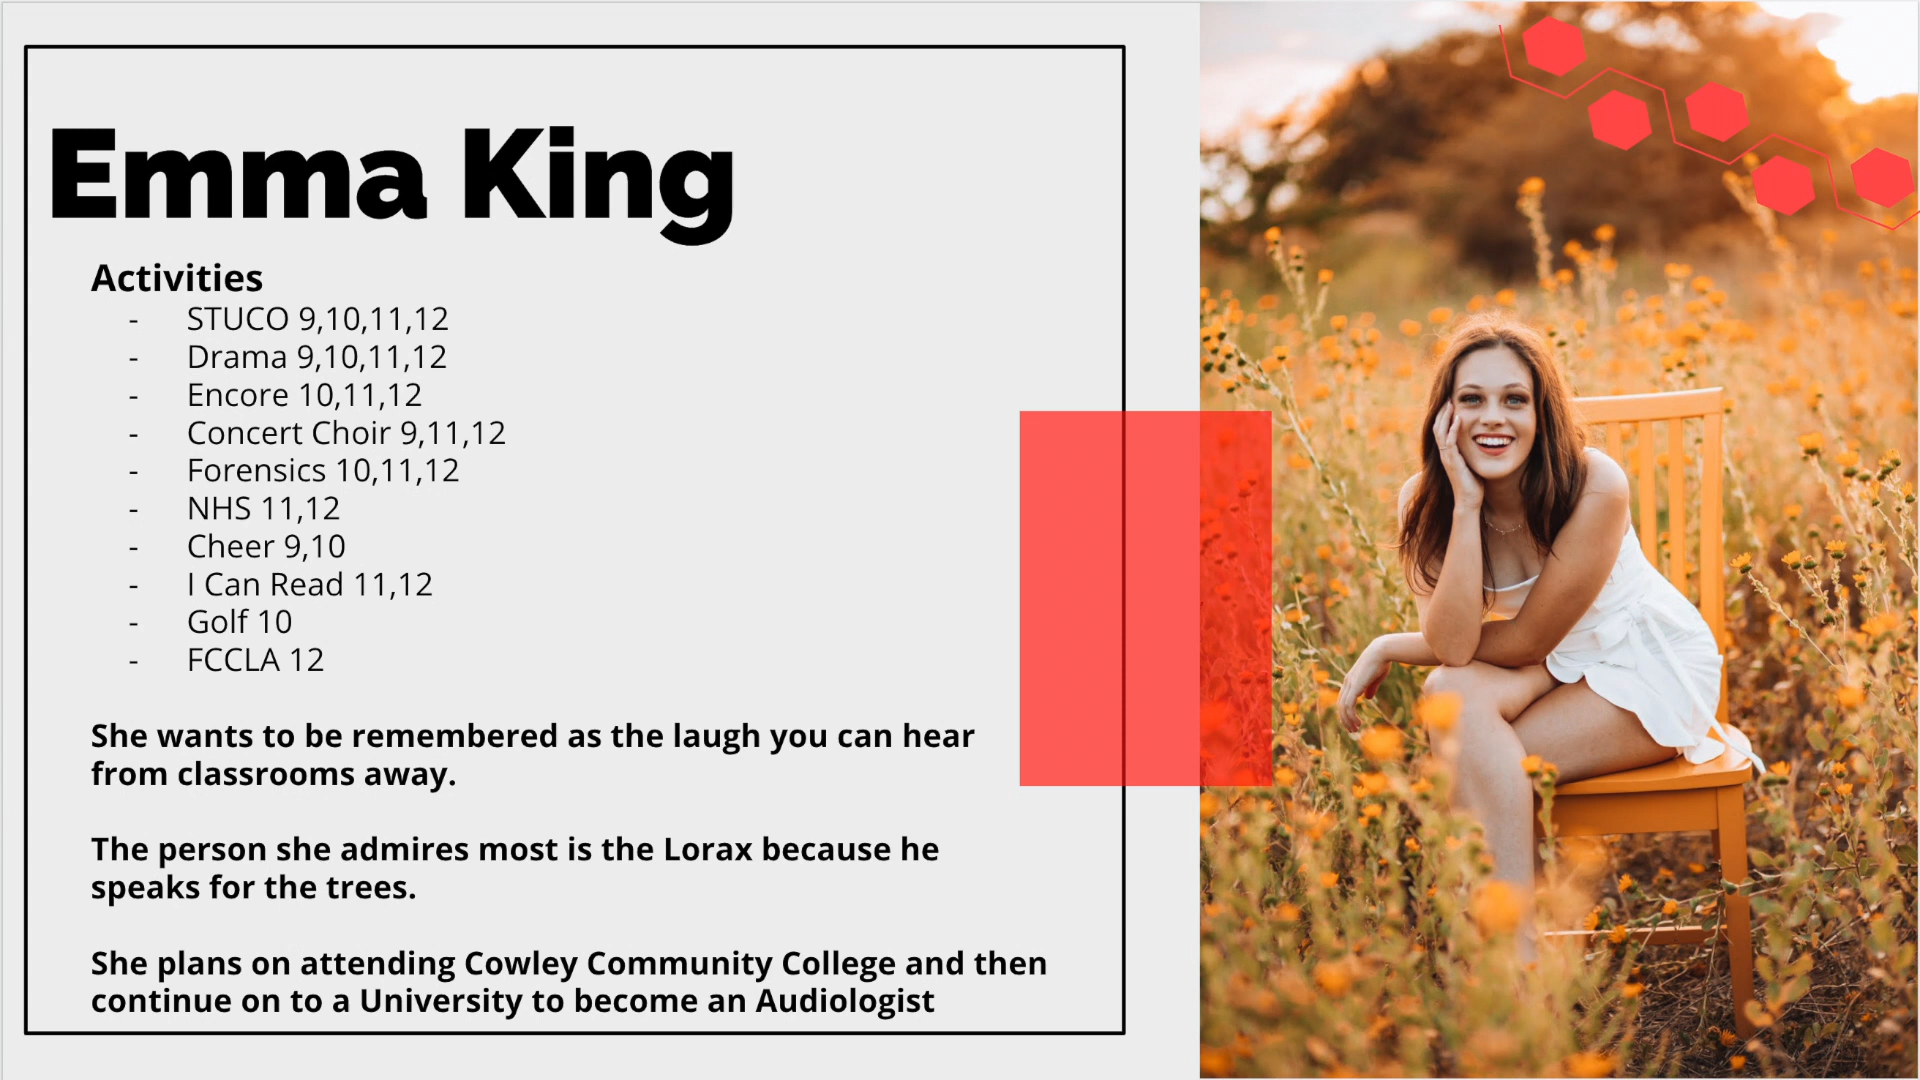 Emma King
Activities
- STUCO 9,10,11,12
- Drama 9,10,11,12
- Encore 10,11,12
- Concert Choir 9,11,12
- Forensics 10,11,12
- NHS 11,12
- Cheer 9,10
- I Can Read 11,12
- Golf 10
- FCCLA 12
She wants to be remembered as the laugh you can hear
from classrooms away.
The person she admires most is the Lorax because he
speaks for the trees.
She plans on attending Cowley Community College and then
continue on to a University to become an Audiologist